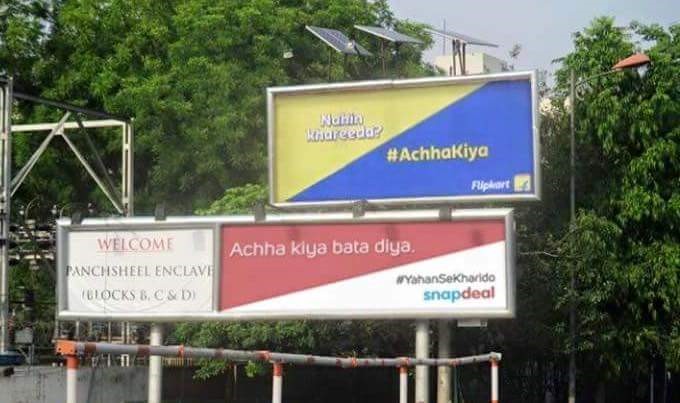 Nahin
khareeda?
#AchhaKiya
Flipkart
WELCOME
PANCHSHEEL ENCLAVE
(BLOCKS B, C & D)
Achha kiya bata diya.
#YahanSeKharido
snapdeal